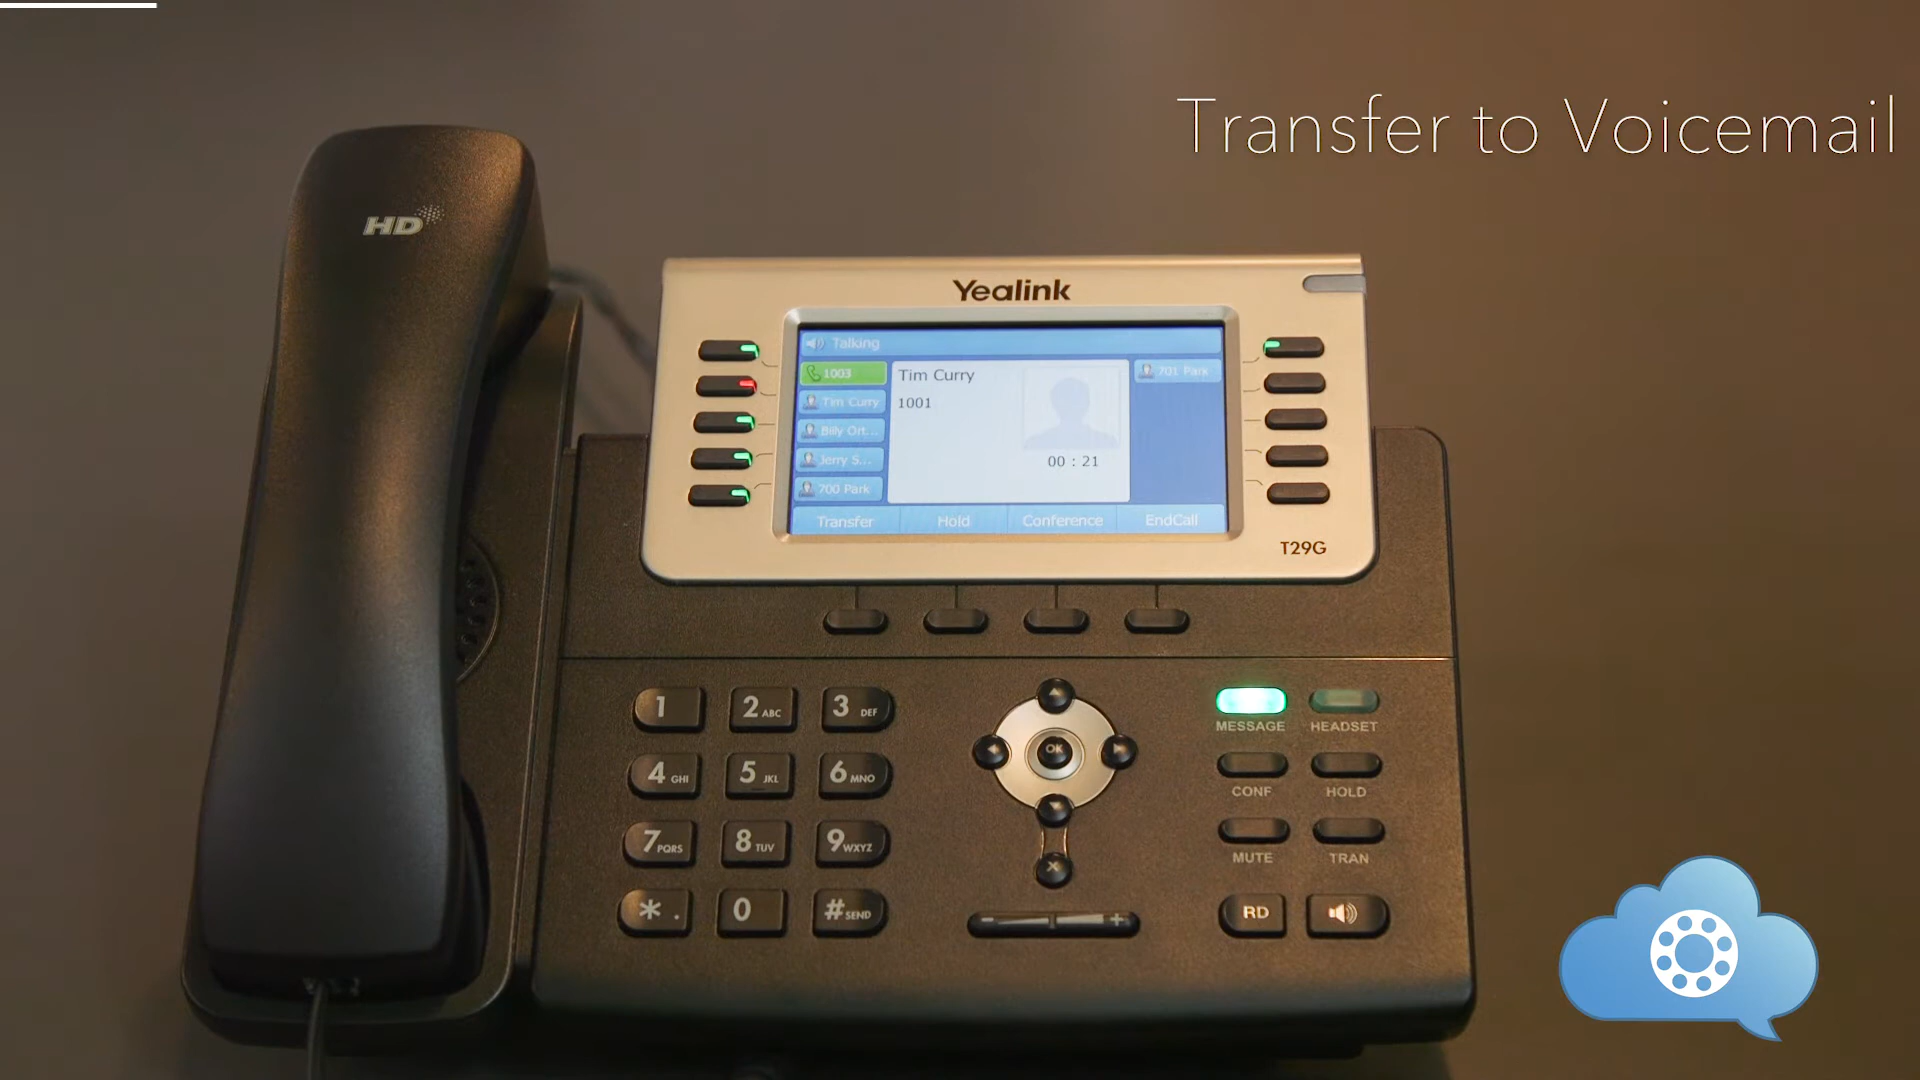 Transfer to Voicemail
HD
Yealink
Talking
1003
Tim Curry
701 Park
Tim Curry
1001
Billy Ort...
Jerry S...
00 : 21
700 Park
Transfer Hold Conference EndCall
T29G
1 2 ABC 3 DEF
MESSAGE HEADSET
OK
4 GHI 5 JKL 6 MNO
CONF HOLD
7 PQRS 8 TUV 9 WXYZ
MUTE TRAN
* . 0 # SEND
- +
RD